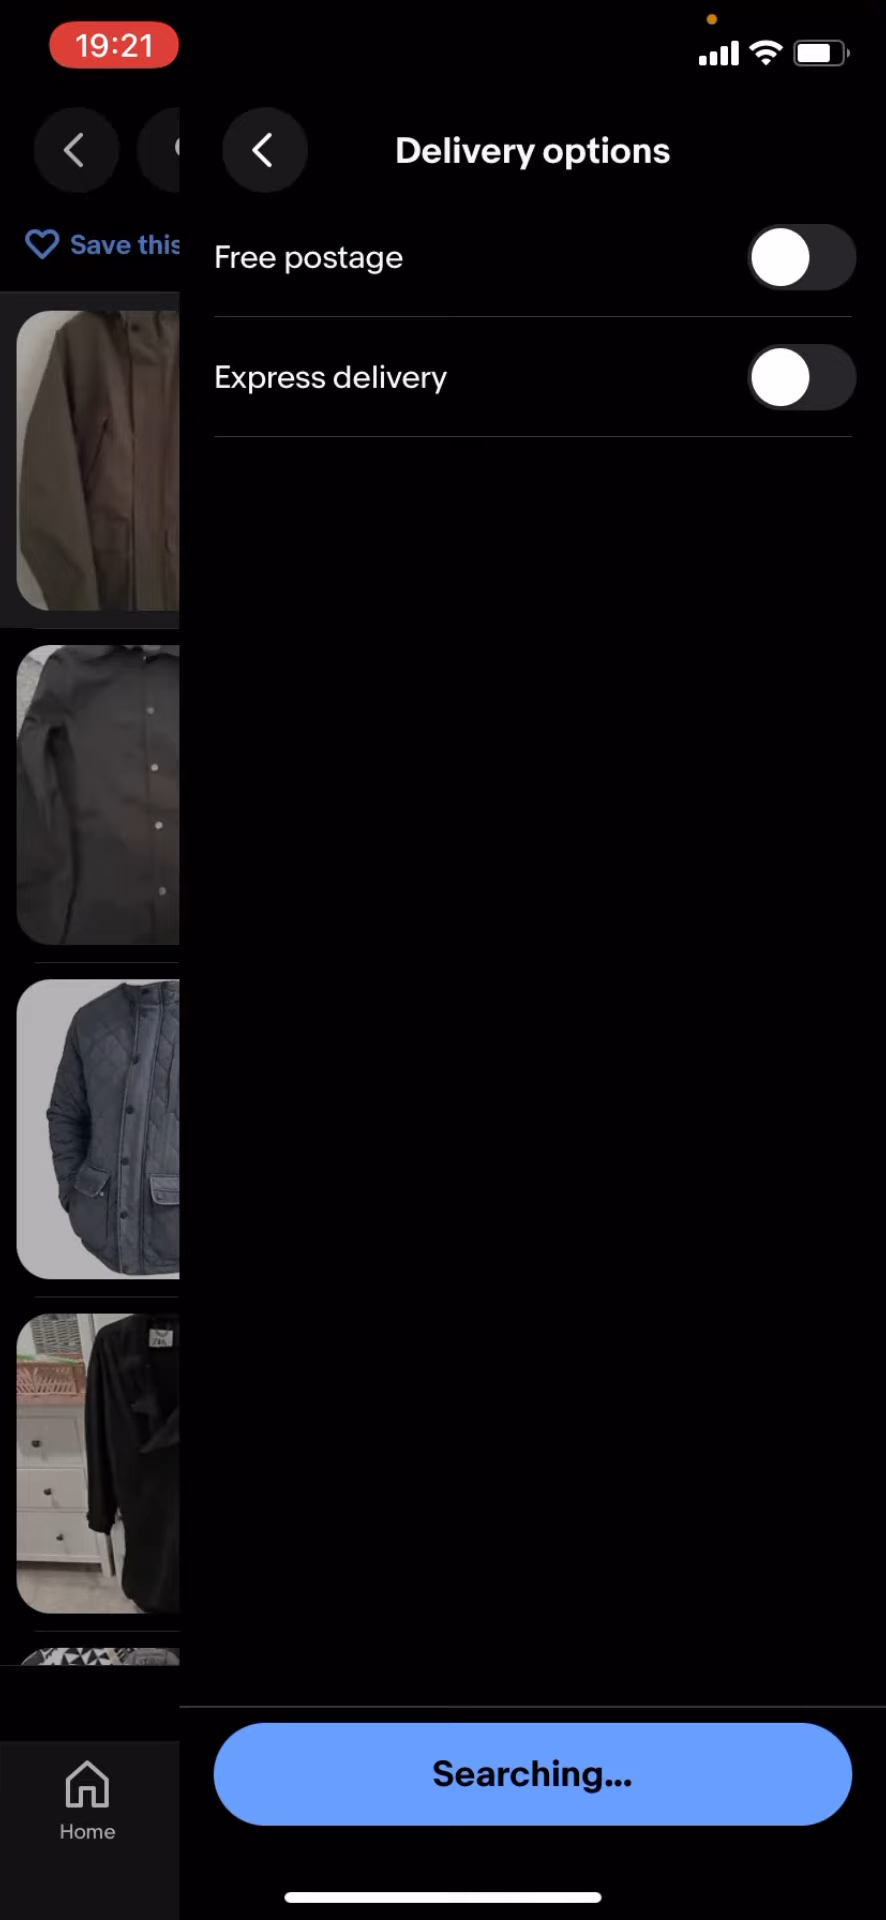 19:21
Delivery options
Save this
Free postage
Express delivery
Searching...
Home